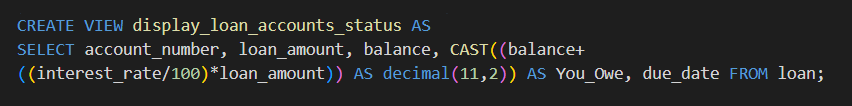 CREATE VIEW display_loan_accounts_status AS
SELECT account_number, loan_amount, balance, CAST((balance+
((interest_rate/100)*loan_amount)) AS decimal(11,2)) AS You_Owe, due_date FROM loan;